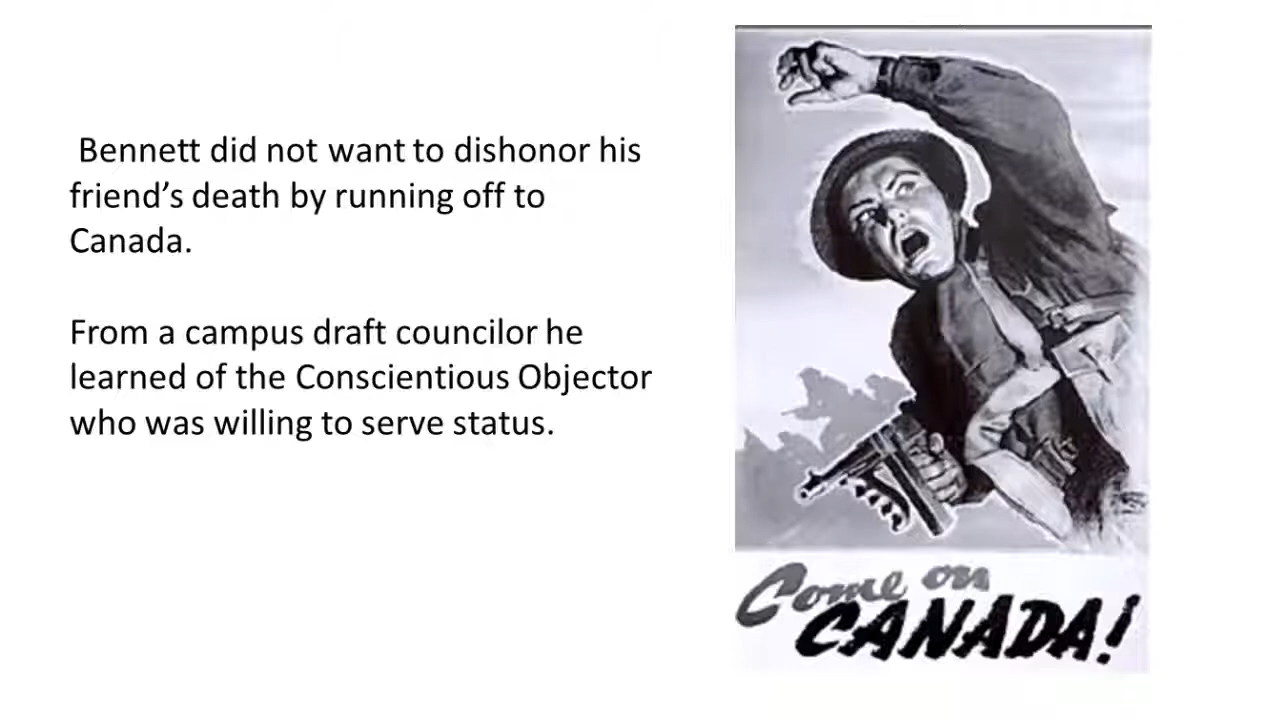 Bennett did not want to dishonor his
friend’s death by running off to
Canada.
From a campus draft councilor he
learned of the Conscientious Objector
who was willing to serve status.
Come on
CANADA!